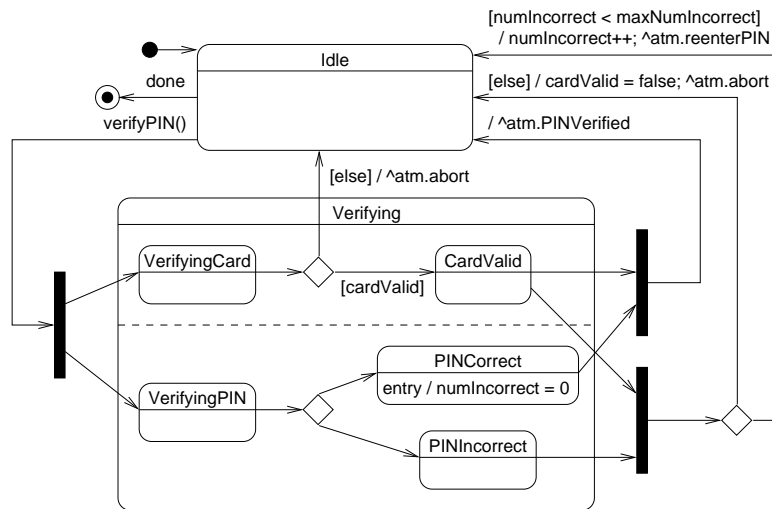 [numIncorrect < maxNumIncorrect]
/ numIncorrect++; ^atm.reenterPIN
Idle
done
[else] / cardValid = false; ^atm.abort
verifyPIN()
/ ^atm.PINVerified
[else] / ^atm.abort
Verifying
VerifyingCard
CardValid
[cardValid]
PINCorrect
entry / numIncorrect = 0
VerifyingPIN
PINIncorrect